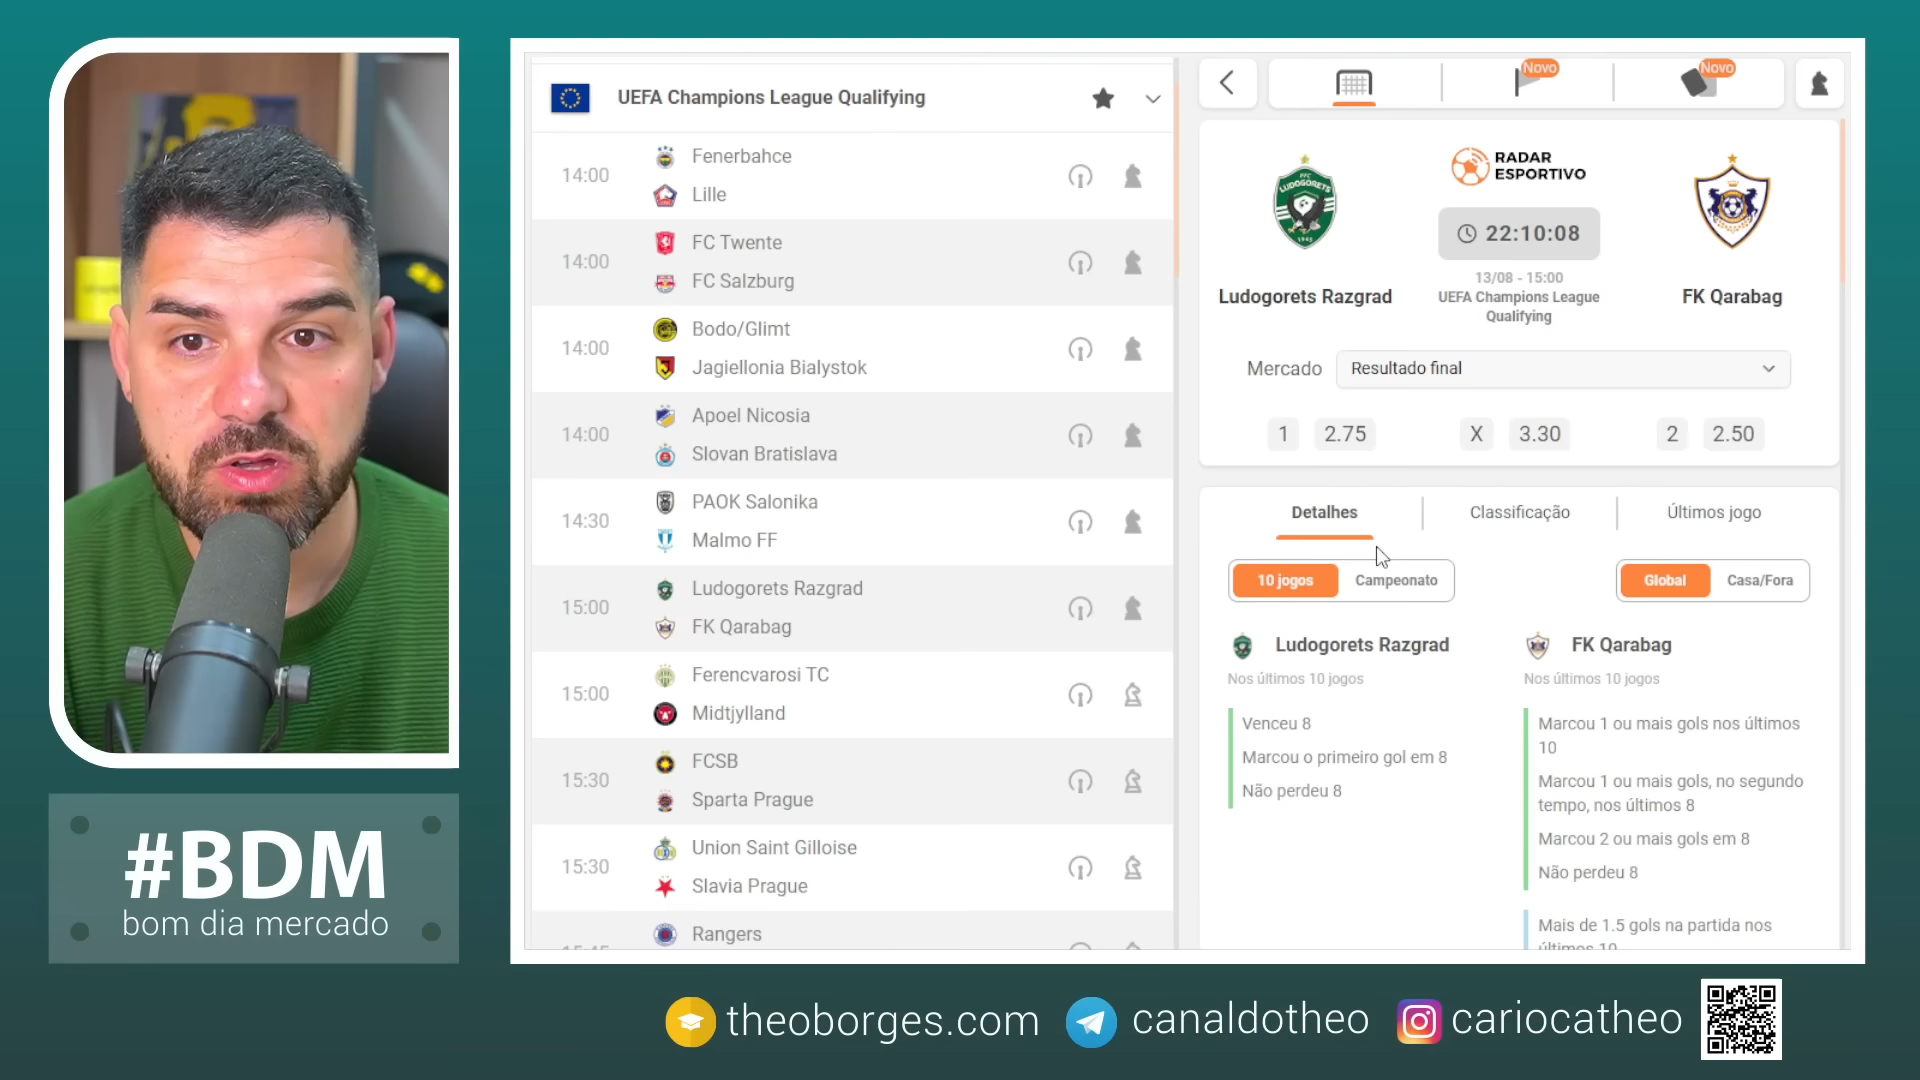 #BDM
bom dia mercado
UEFA Champions League Qualifying
14:00
Fenerbahce
Lille
14:00
FC Twente
FC Salzburg
14:00
Bodo/Glimt
Jagiellonia Bialystok
14:00
Apoel Nicosia
Slovan Bratislava
14:30
PAOK Salonika
Malmo FF
15:00
Ludogorets Razgrad
FK Qarabag
15:00
Ferencvarosi TC
Midtjylland
15:30
FCSB
Sparta Prague
15:30
Union Saint Gilloise
Slavia Prague
Rangers
Novo
Novo
RADAR
ESPORTIVO
22:10:08
13/08 - 15:00
UEFA Champions League
Qualifying
Ludogorets Razgrad
FK Qarabag
Mercado
Resultado final
1 2.75
X 3.30
2 2.50
Detalhes
Classificação
Últimos jogo
10 jogos
Campeonato
Global
Casa/Fora
Ludogorets Razgrad
Nos últimos 10 jogos
Venceu 8
Marcou o primeiro gol em 8
Não perdeu 8
FK Qarabag
Nos últimos 10 jogos
Marcou 1 ou mais gols nos últimos
10
Marcou 1 ou mais gols, no segundo
tempo, nos últimos 8
Marcou 2 ou mais gols em 8
Não perdeu 8
Mais de 1.5 gols na partida nos
últimos 10
theoborges.com
canaldotheo
cariocatheo